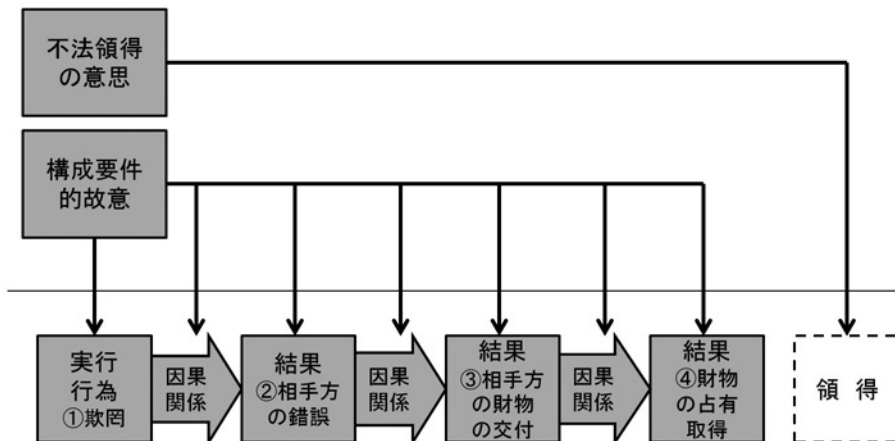 不法領得
の意思
構成要件
的故意
実行
行為
①欺罔
因果
関係
結果
②相手方
の錯誤
因果
関係
結果
③相手方
の財物
の交付
因果
関係
結果
④財物
の占有
取得
領 得